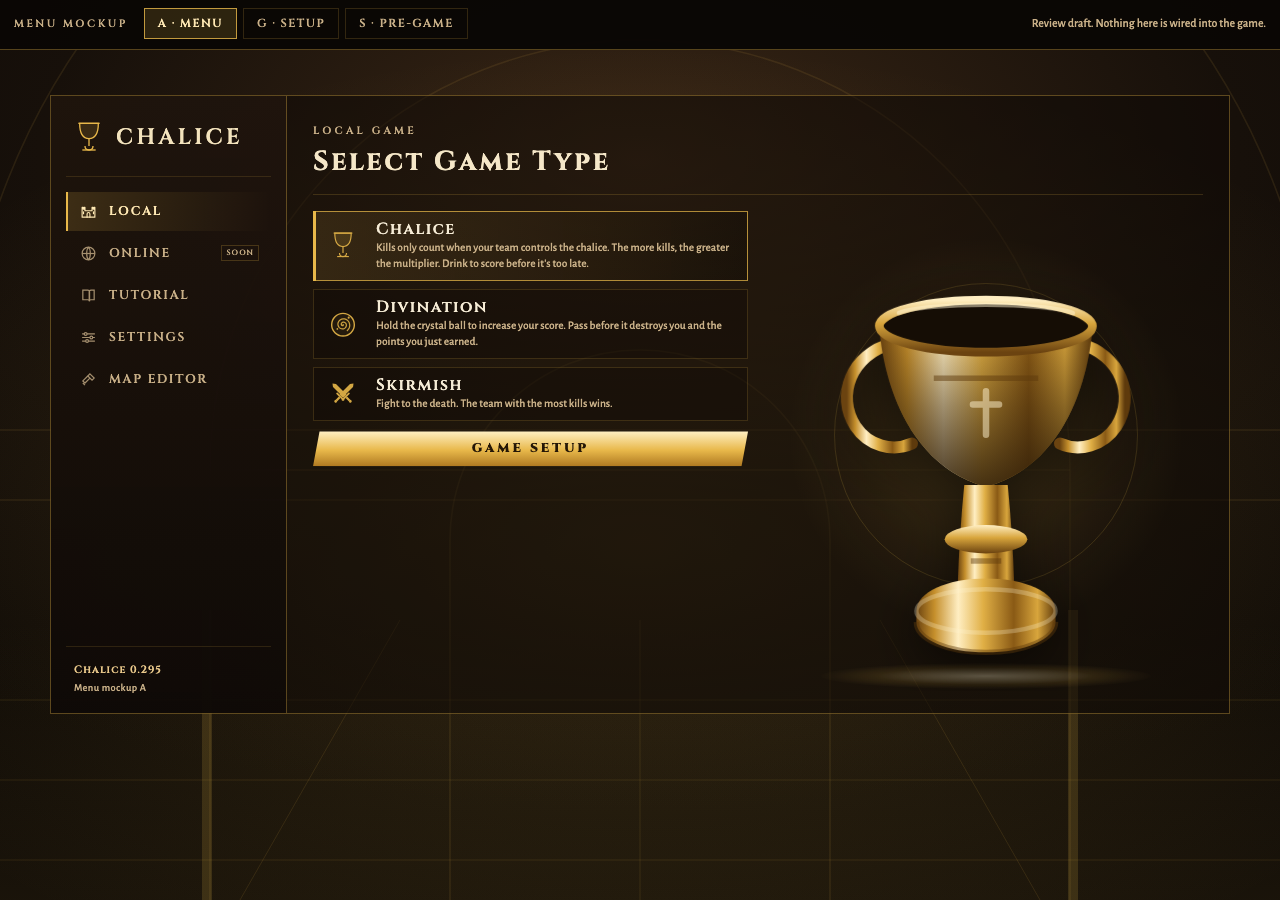 MENU MOCKUP
A · MENU
G · SETUP
S · PRE-GAME
Review draft. Nothing here is wired into the game.
CHALICE
LOCAL
ONLINE
SOON
TUTORIAL
SETTINGS
MAP EDITOR
Chalice 0.295
Menu mockup A
LOCAL GAME
Select Game Type
Chalice
Kills only count when your team controls the chalice. The more kills, the greater
the multiplier. Drink to score before it's too late.
Divination
Hold the crystal ball to increase your score. Pass before it destroys you and the
points you just earned.
Skirmish
Fight to the death. The team with the most kills wins.
GAME SETUP